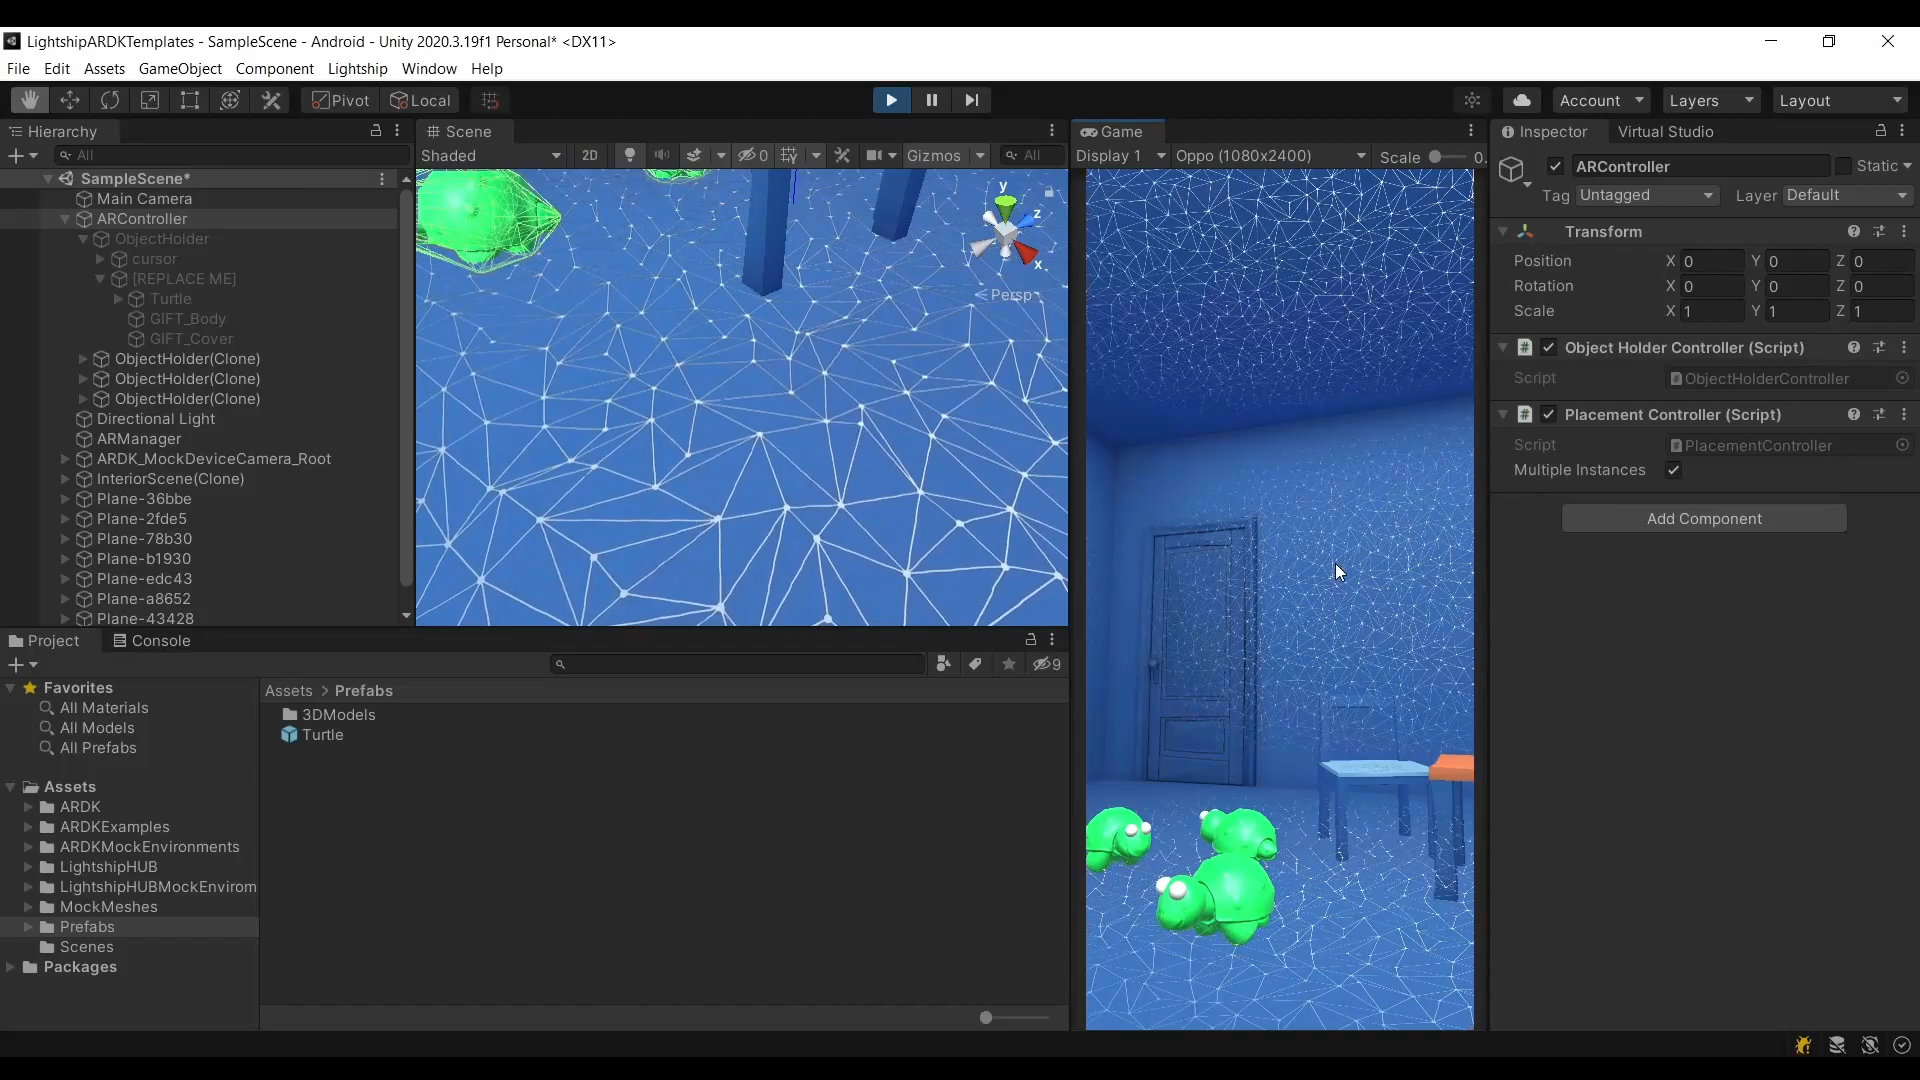 LightshipARDKTemplates - SampleScene - Android - Unity 2020.3.19f1 Personal* <DX11>
File Edit Assets GameObject Component Lightship Window Help
Pivot Local Account Layers Layout
Hierarchy
All
SampleScene*
Main Camera
ARController
ObjectHolder
cursor
[REPLACE ME]
Turtle
GIFT_Body
GIFT_Cover
ObjectHolder(Clone)
ObjectHolder(Clone)
ObjectHolder(Clone)
Directional Light
ARManager
ARDK_MockDeviceCamera_Root
InteriorScene(Clone)
Plane-36bbe
Plane-2fde5
Plane-78b30
Plane-b1930
Plane-edc43
Plane-a8652
Plane-43428
Scene
Shaded 2D 0 Gizmos All
y
z
x
Persp
Game
Display 1 Oppo (1080x2400) Scale 0.
Inspector Virtual Studio
ARController Static
Tag Untagged Layer Default
Transform
Position X 0 Y 0 Z 0
Rotation X 0 Y 0 Z 0
Scale X 1 Y 1 Z 1
Object Holder Controller (Script)
Script ObjectHolderController
Placement Controller (Script)
Script PlacementController
Multiple Instances
Add Component
Project Console
9
Favorites
All Materials
All Models
All Prefabs
Assets
ARDK
ARDKExamples
ARDKMockEnvironments
LightshipHUB
LightshipHUBMockEnvirom
MockMeshes
Prefabs
Scenes
Packages
Assets > Prefabs
3DModels
Turtle